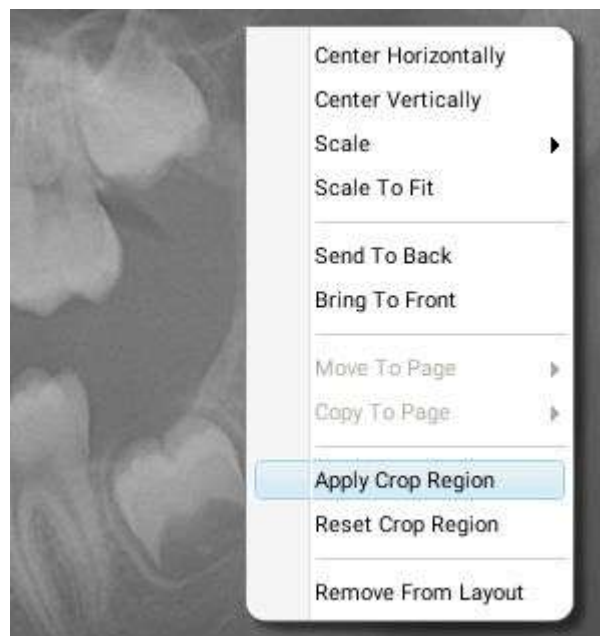 Center Horizontally
Center Vertically
Scale
Scale To Fit
Send To Back
Bring To Front
Move To Page
Copy To Page
Apply Crop Region
Reset Crop Region
Remove From Layout